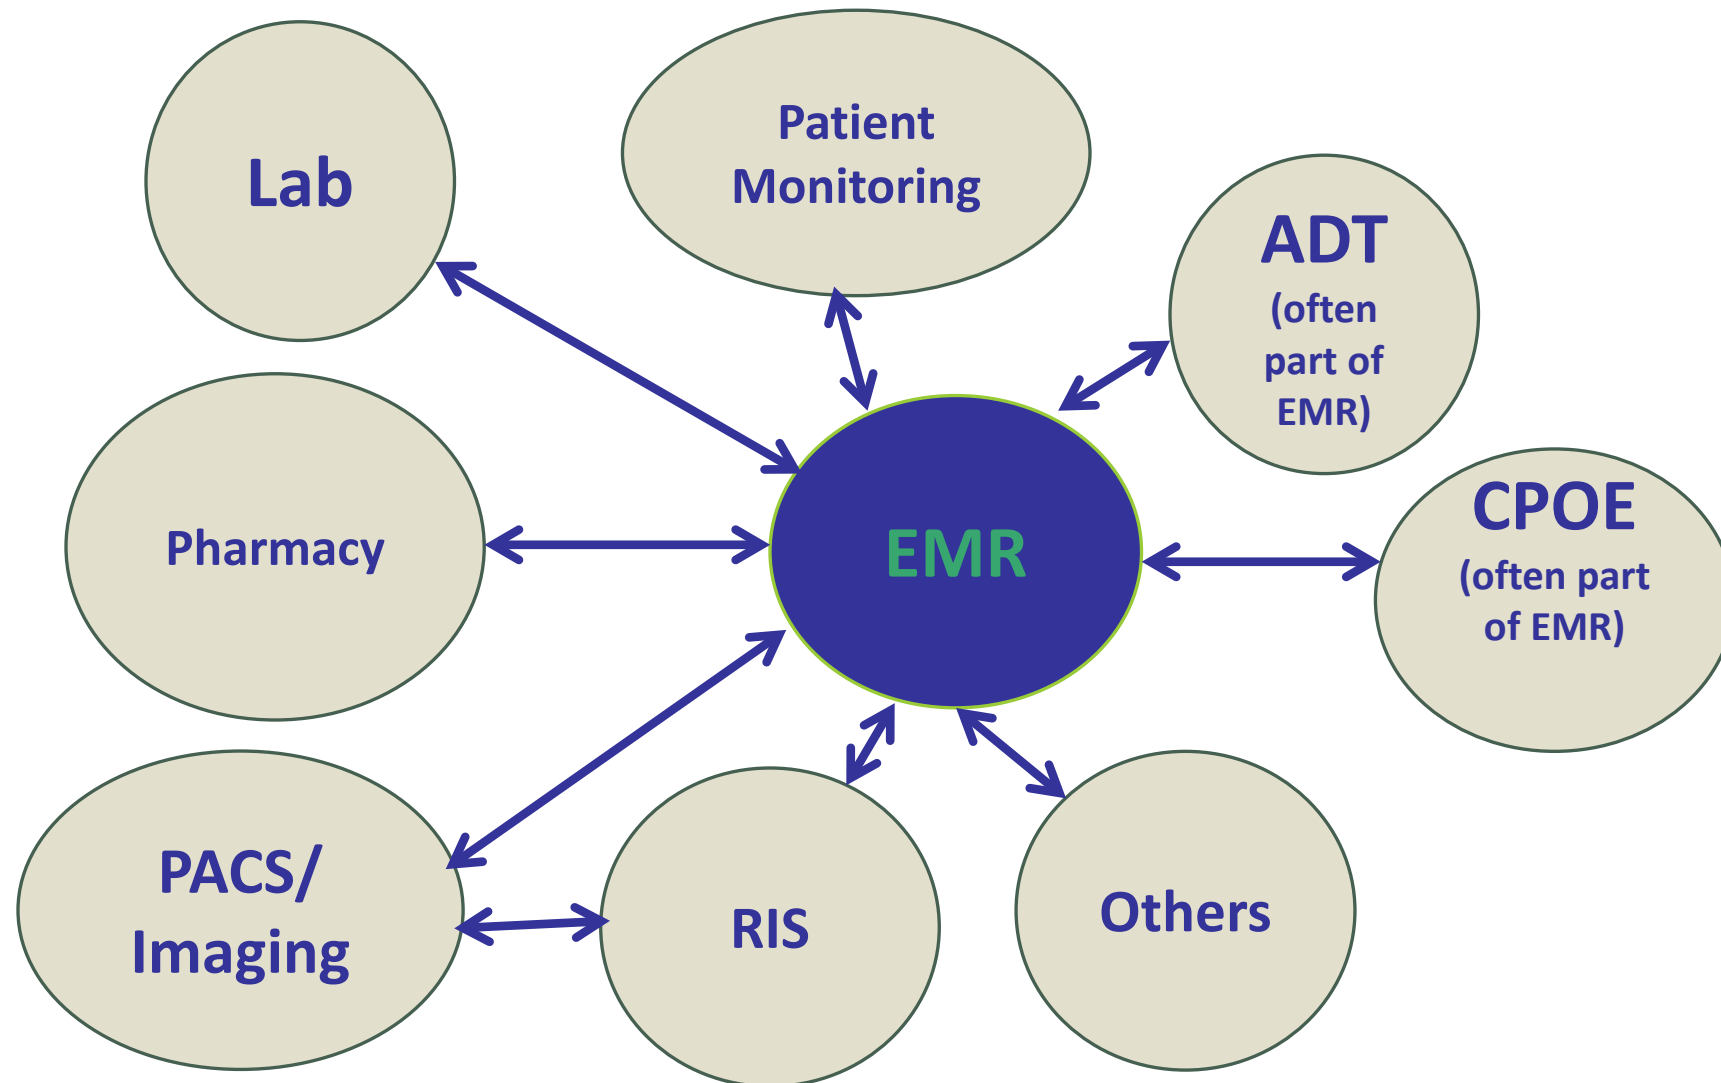 Lab
Patient
Monitoring
ADT
(often
part of
EMR)
Pharmacy
EMR
CPOE
(often part
of EMR)
PACS/
Imaging
RIS
Others